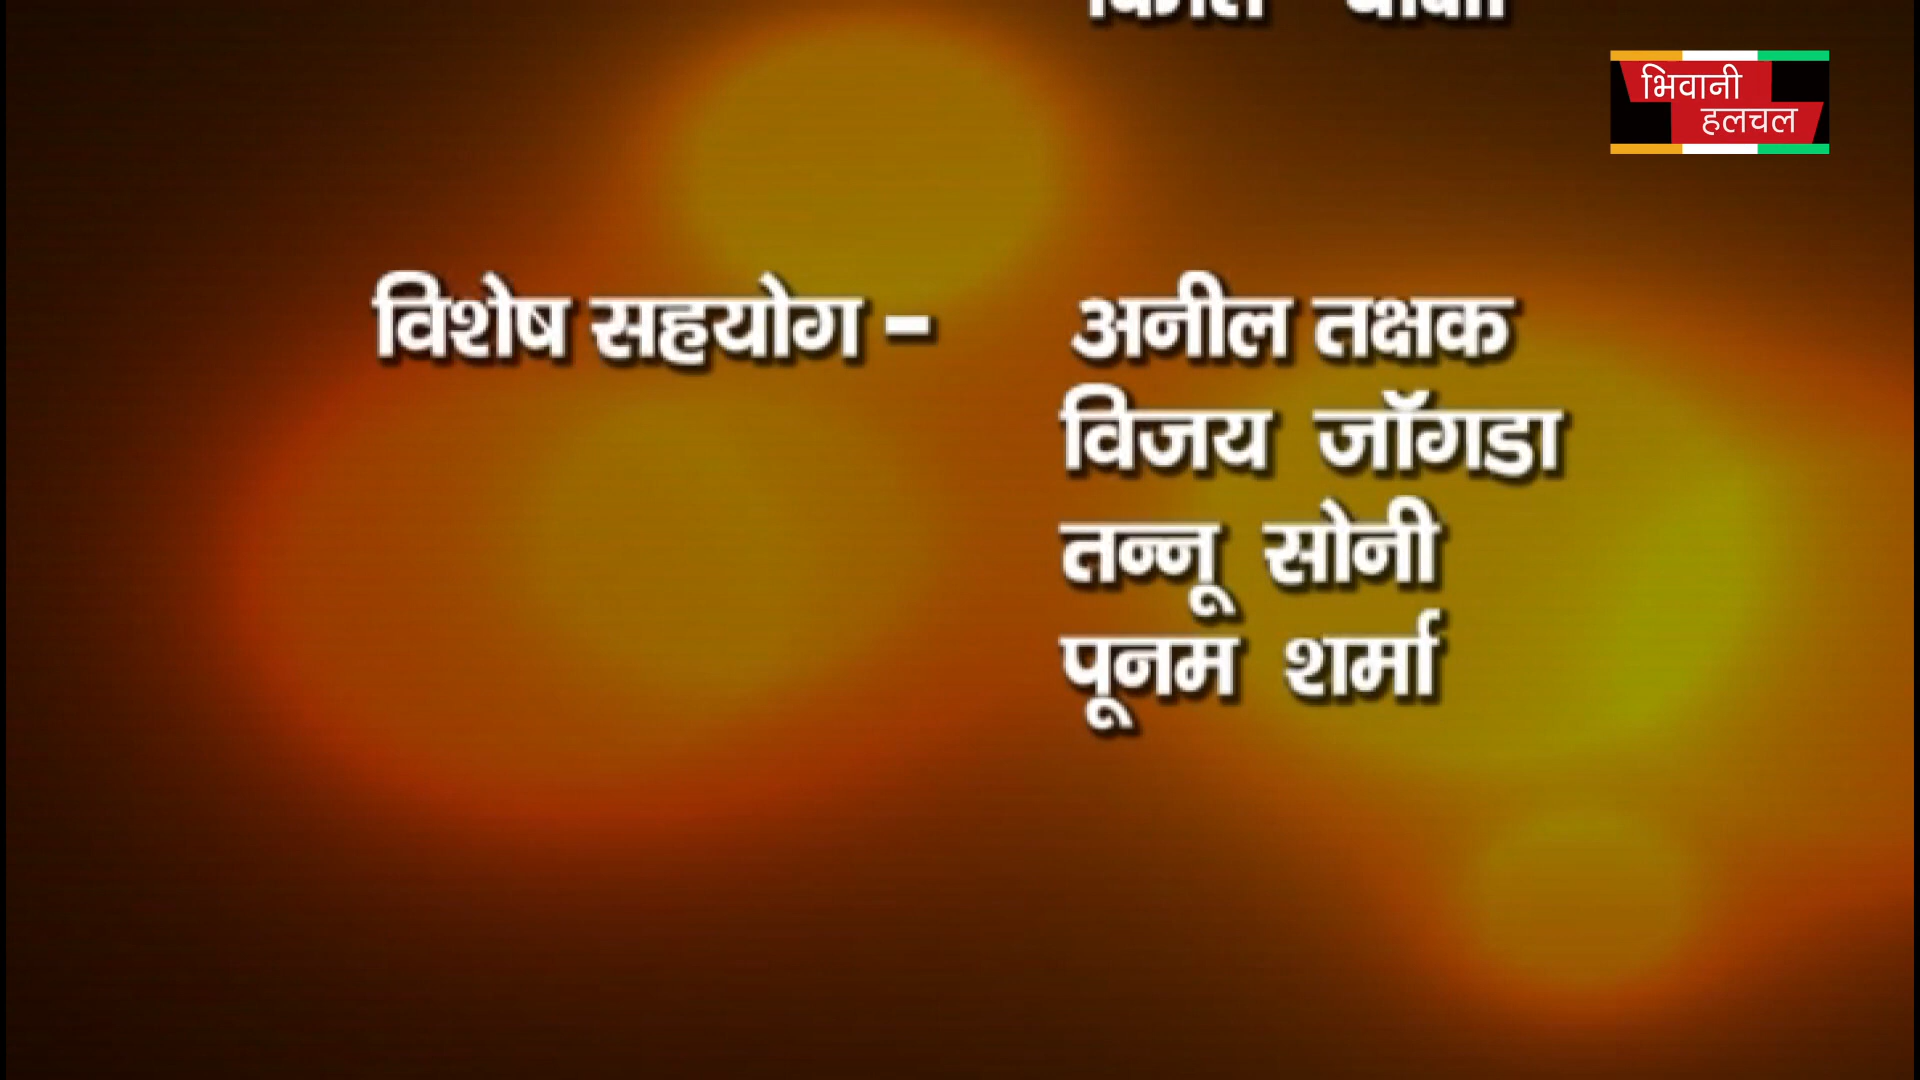 भिवानी
हलचल
विशेष सहयोग - अनील तक्षक
विजय जॉगडा
तन्नू सोनी
पूनम शर्मा